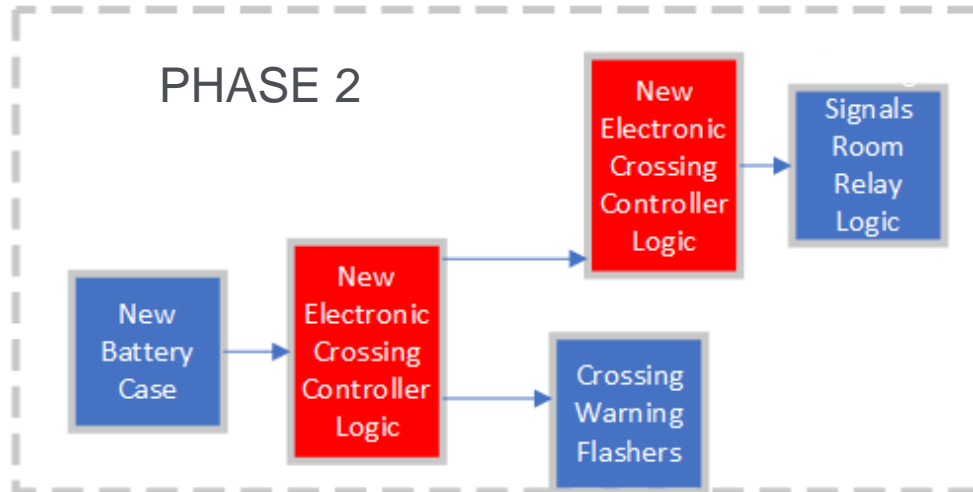 PHASE 2
New
Electronic
Crossing
Controller
Logic
Signals
Room
Relay
Logic
New
Battery
Case
New
Electronic
Crossing
Controller
Logic
Crossing
Warning
Flashers